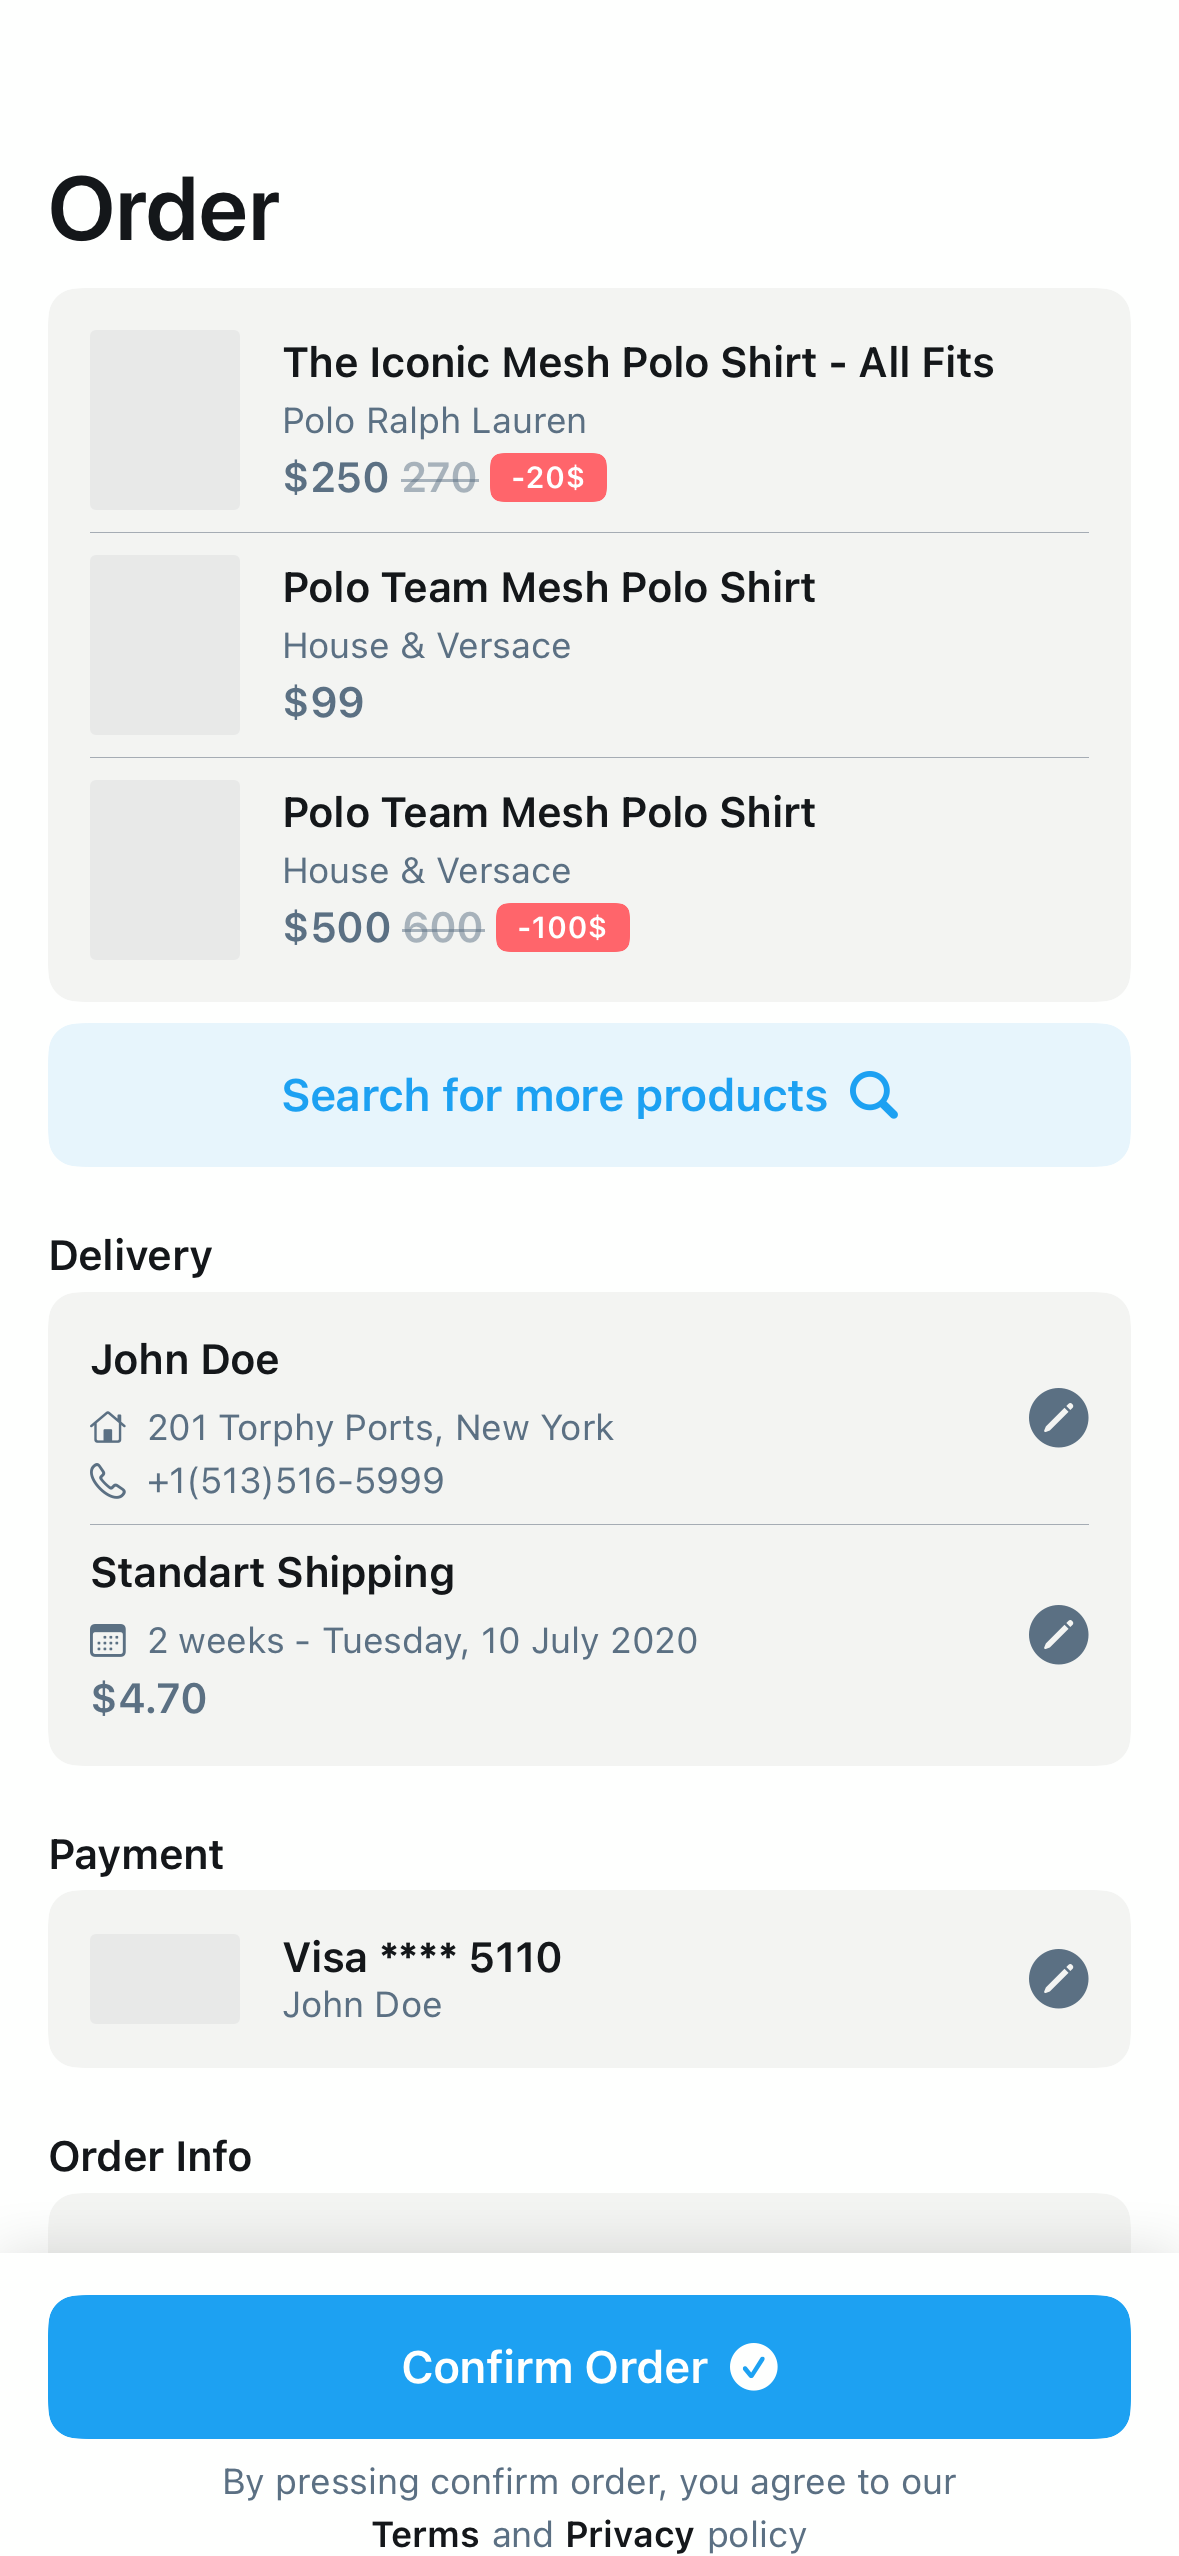 Order
The Iconic Mesh Polo Shirt - All Fits
Polo Ralph Lauren
$250 270 -20$
Polo Team Mesh Polo Shirt
House & Versace
$99
Polo Team Mesh Polo Shirt
House & Versace
$500 600 -100$
Search for more products
Delivery
John Doe
201 Torphy Ports, New York
+1(513)516-5999
Standart Shipping
2 weeks - Tuesday, 10 July 2020
$4.70
Payment
Visa **** 5110
John Doe
Order Info
Confirm Order
By pressing confirm order, you agree to our
Terms and Privacy policy